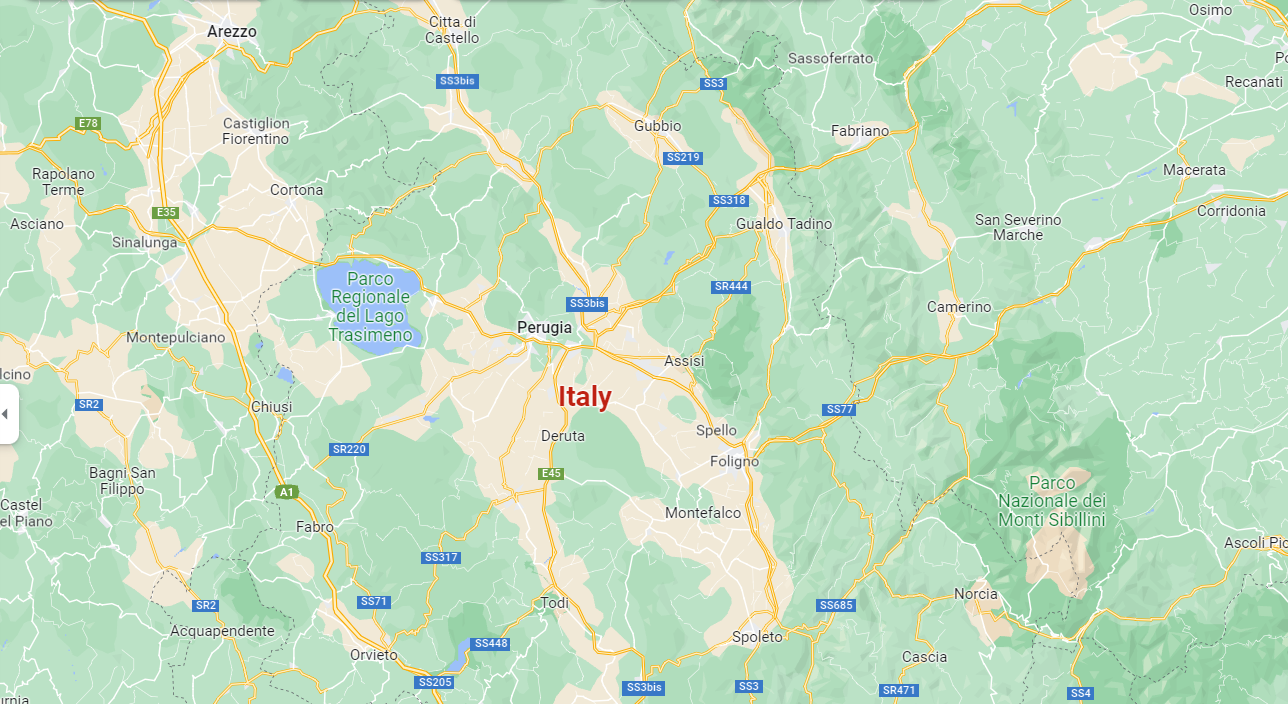 Osimo
Citta di
Castello
Arezzo
Sassoferrato
SS3bis
SS3
Recanati
E78
Castiglion
Fiorentino
Gubbio
Fabriano
SS219
Rapolano
Terme
Cortona
Macerata
SS318
E35
Asciano
Gualdo Tadino
San Severino
Marche
Corridonia
Sinalunga
Parco
Regionale
del Lago
Trasimeno
SR444
SS3bis
Camerino
Perugia
Montepulciano
Assisi
lcino
Italy
SR2
Chiusi
SS77
Deruta
Spello
SR220
Foligno
E45
Bagni San
Filippo
A1
Parco
Nazionale dei
Monti Sibillini
Castel
el Piano
Montefalco
Fabro
Ascoli Pic
SS317
Norcia
SS71
Todi
SR2
SS685
Acquapendente
Spoleto
SS448
Orvieto
Cascia
SS205
SS3bis
SS3
SR471
SS4